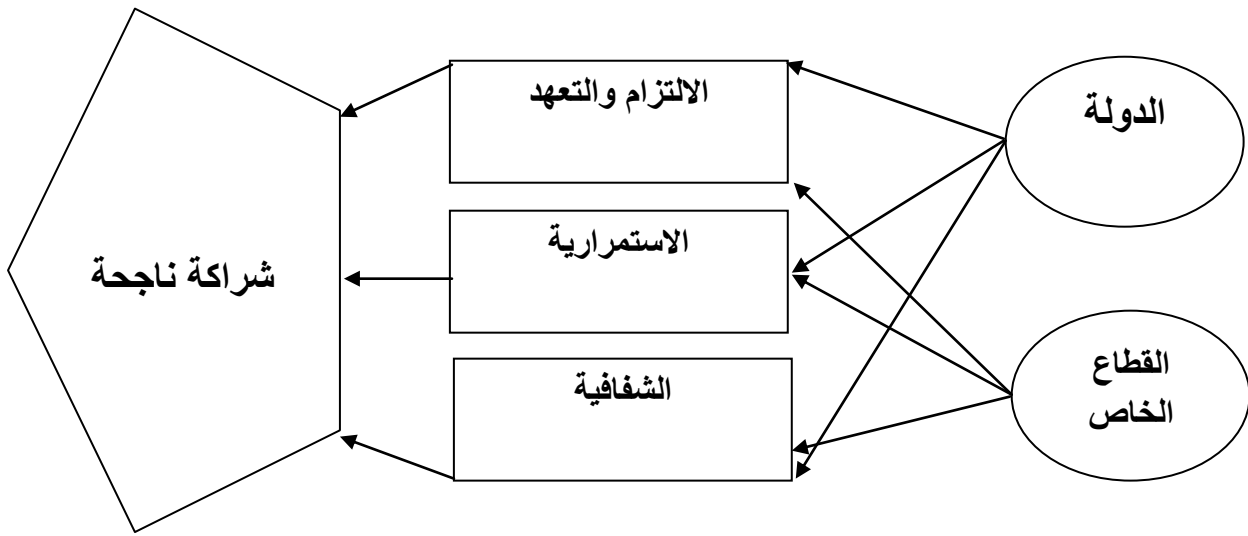 الدولة
القطاع
الخاص
الالتزام والتعهد
الاستمرارية
الشفافية
شراكة ناجحة